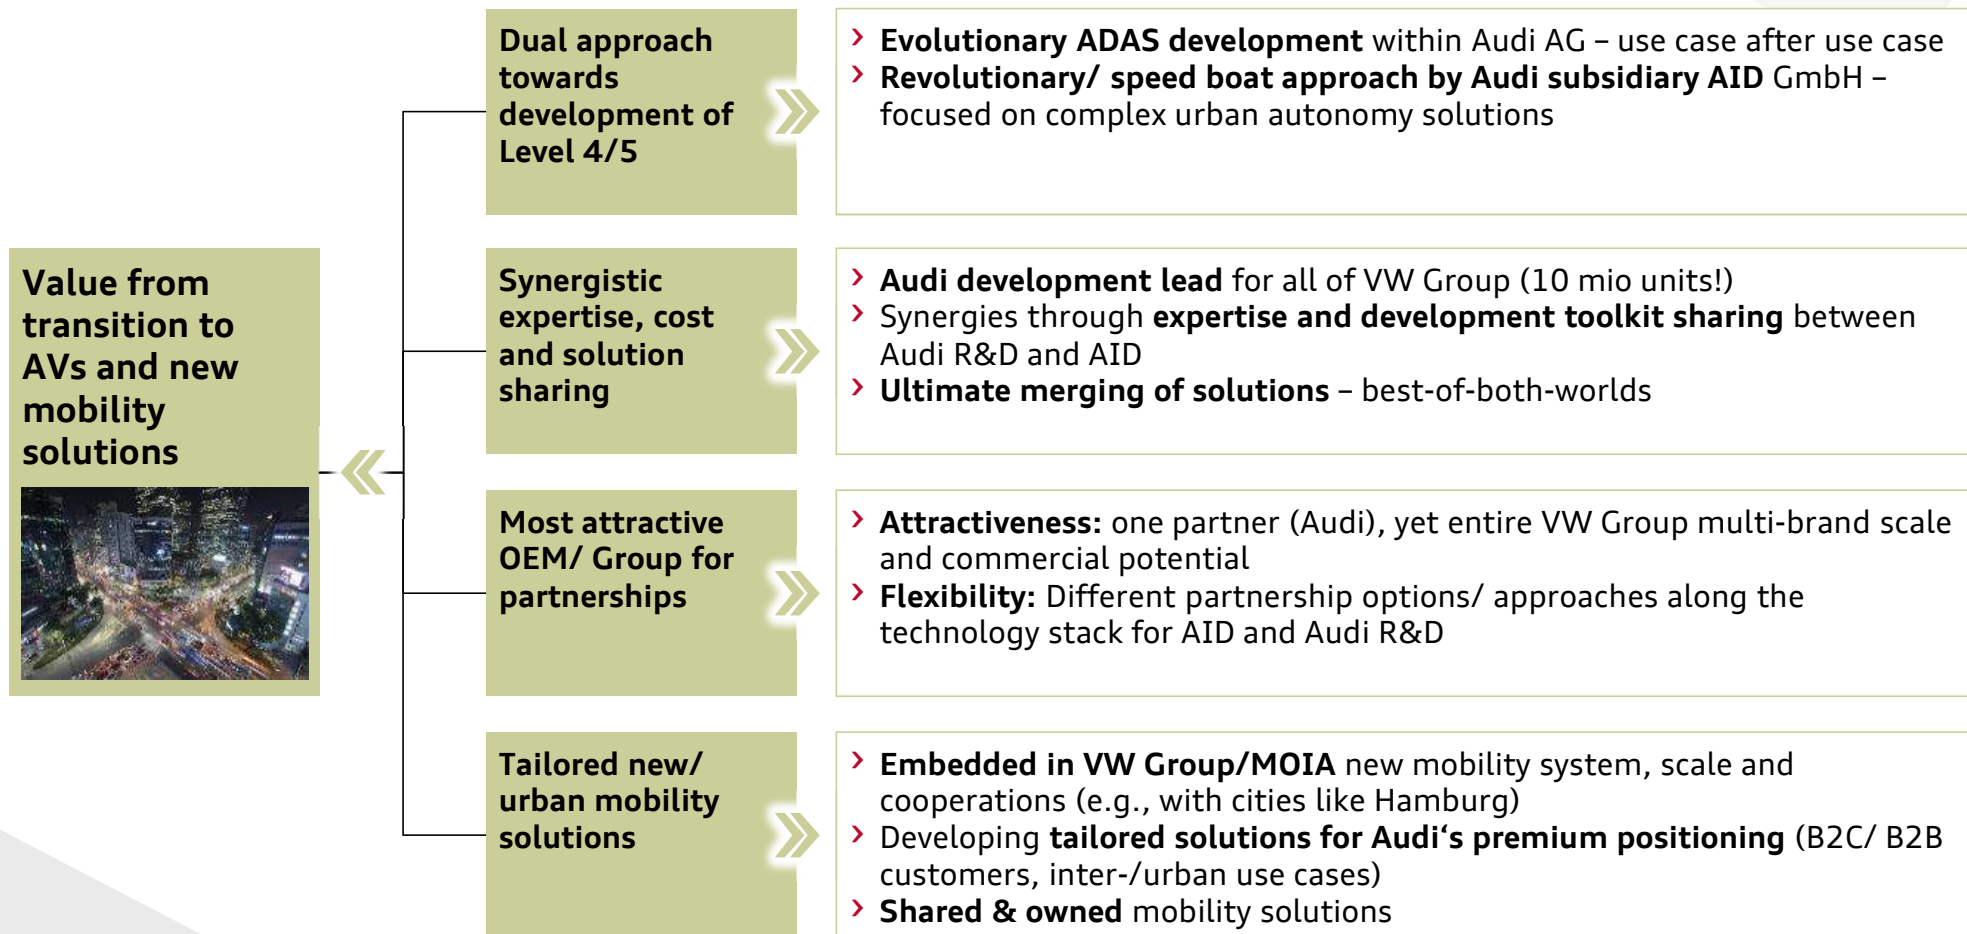 Value from
transition to
AVs and new
mobility
solutions
Dual approach
towards
development of
Level 4/5
› Evolutionary ADAS development within Audi AG – use case after use case
› Revolutionary/ speed boat approach by Audi subsidiary AID GmbH –
focused on complex urban autonomy solutions
Synergistic
expertise, cost
and solution
sharing
› Audi development lead for all of VW Group (10 mio units!)
› Synergies through expertise and development toolkit sharing between
Audi R&D and AID
› Ultimate merging of solutions – best-of-both-worlds
Most attractive
OEM/ Group for
partnerships
› Attractiveness: one partner (Audi), yet entire VW Group multi-brand scale
and commercial potential
› Flexibility: Different partnership options/ approaches along the
technology stack for AID and Audi R&D
Tailored new/
urban mobility
solutions
› Embedded in VW Group/MOIA new mobility system, scale and
cooperations (e.g., with cities like Hamburg)
› Developing tailored solutions for Audi‘s premium positioning (B2C/ B2B
customers, inter-/urban use cases)
› Shared & owned mobility solutions